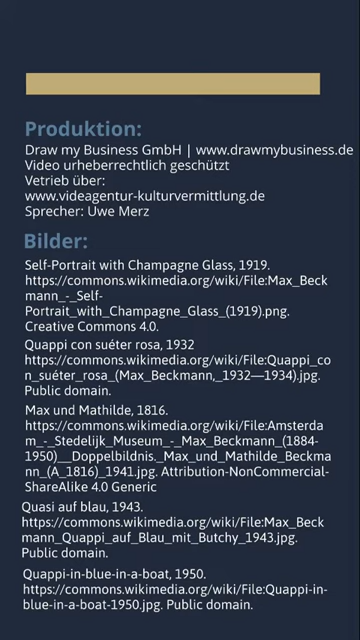 Produktion:
Draw my Business GmbH | www.drawmybusiness.de
Video urheberrechtlich geschützt
Vetrieb über:
www.videagentur-kulturvermittlung.de
Sprecher: Uwe Merz
Bilder:
Self-Portrait with Champagne Glass, 1919.
https://commons.wikimedia.org/wiki/File:Max_Beck
mann_-_Self-
Portrait_with_Champagne_Glass_(1919).png.
Creative Commons 4.0.
Quappi con suéter rosa, 1932
https://commons.wikimedia.org/wiki/File:Quappi_co
n_suéter_rosa_(Max_Beckmann,_1932—1934).jpg.
Public domain.
Max und Mathilde, 1816.
https://commons.wikimedia.org/wiki/File:Amsterda
m_-_Stedelijk_Museum_-_Max_Beckmann_(1884-
1950)__Doppelbildnis._Max_und_Mathilde_Beckma
nn_(A_1816)_1941.jpg. Attribution-NonCommercial-
ShareAlike 4.0 Generic
Quasi auf blau, 1943.
https://commons.wikimedia.org/wiki/File:Max_Beck
mann_Quappi_auf_Blau_mit_Butchy_1943.jpg.
Public domain.
Quappi-in-blue-in-a-boat, 1950.
https://commons.wikimedia.org/wiki/File:Quappi-in-
blue-in-a-boat-1950.jpg. Public domain.